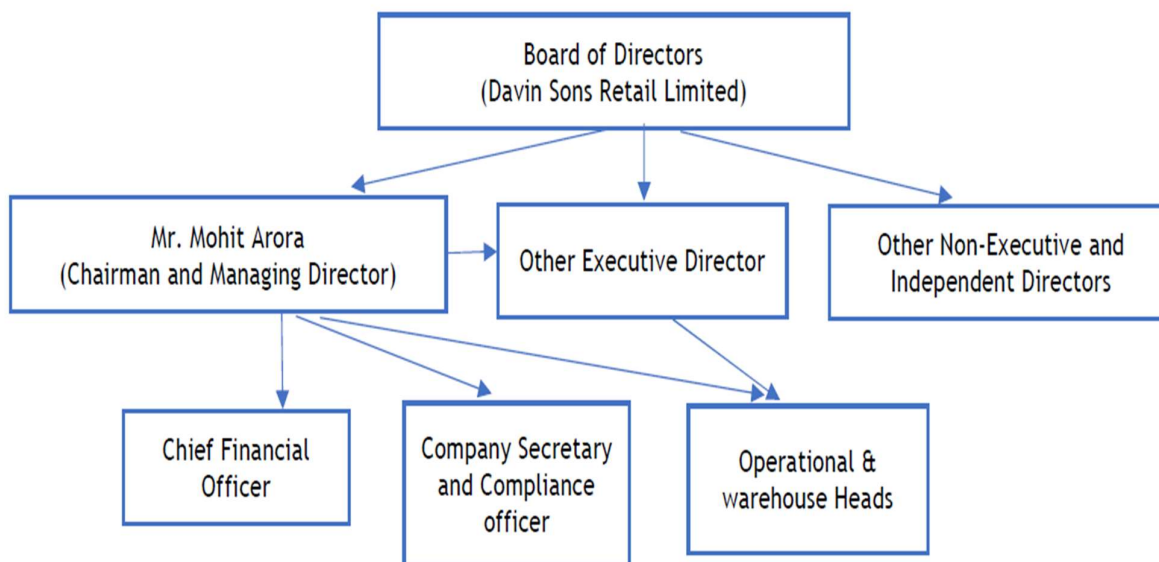 Board of Directors
(Davin Sons Retail Limited)
Mr. Mohit Arora
(Chairman and Managing Director)
Other Executive Director
Other Non-Executive and
Independent Directors
Chief Financial
Officer
Company Secretary
and Compliance
officer
Operational &
warehouse Heads